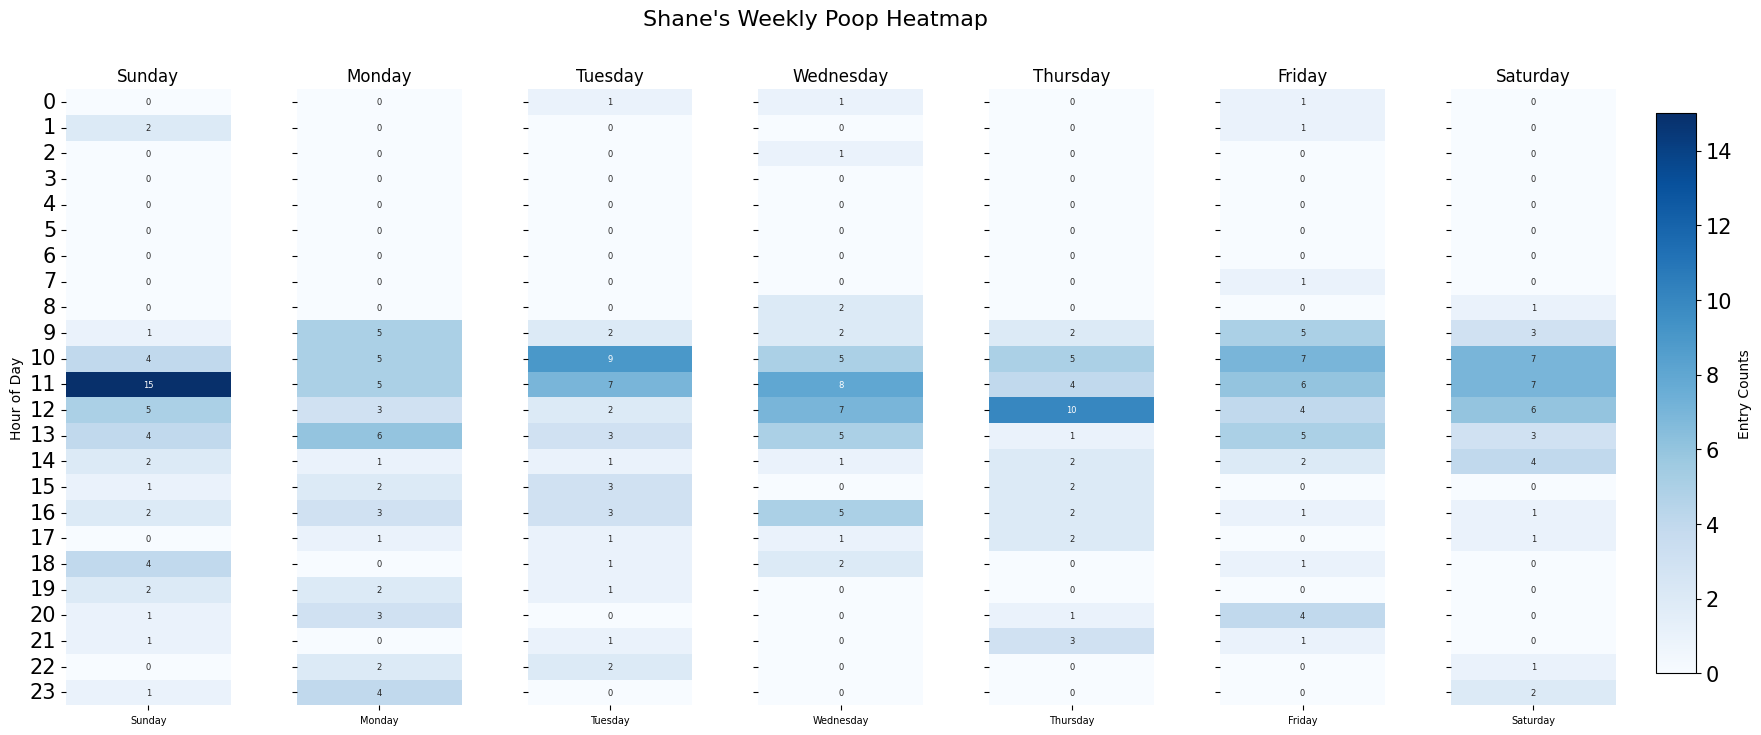 Shane's Weekly Poop Heatmap
Sunday Monday Tuesday Wednesday Thursday Friday Saturday
0 0 0 1 1 0 1 0
1 2 0 0 0 0 1 0
2 0 0 0 1 0 0 0
3 0 0 0 0 0 0 0
4 0 0 0 0 0 0 0
5 0 0 0 0 0 0 0
6 0 0 0 0 0 0 0
7 0 0 0 0 0 1 0
8 0 0 0 2 0 0 1
9 1 5 2 2 2 5 3
10 4 5 9 5 5 7 7
11 15 5 7 8 4 6 7
12 5 3 2 7 10 4 6
13 4 6 3 5 1 5 3
14 2 1 1 1 2 2 4
15 1 2 3 0 2 0 0
16 2 3 3 5 2 1 1
17 0 1 1 1 2 0 1
18 4 0 1 2 0 1 0
19 2 2 1 0 0 0 0
20 1 3 0 0 1 4 0
21 1 0 1 0 3 1 0
22 0 2 2 0 0 0 1
23 1 4 0 0 0 0 2
Sunday Monday Tuesday Wednesday Thursday Friday Saturday
Hour of Day
14
12
10
8
6
4
2
0
Entry Counts